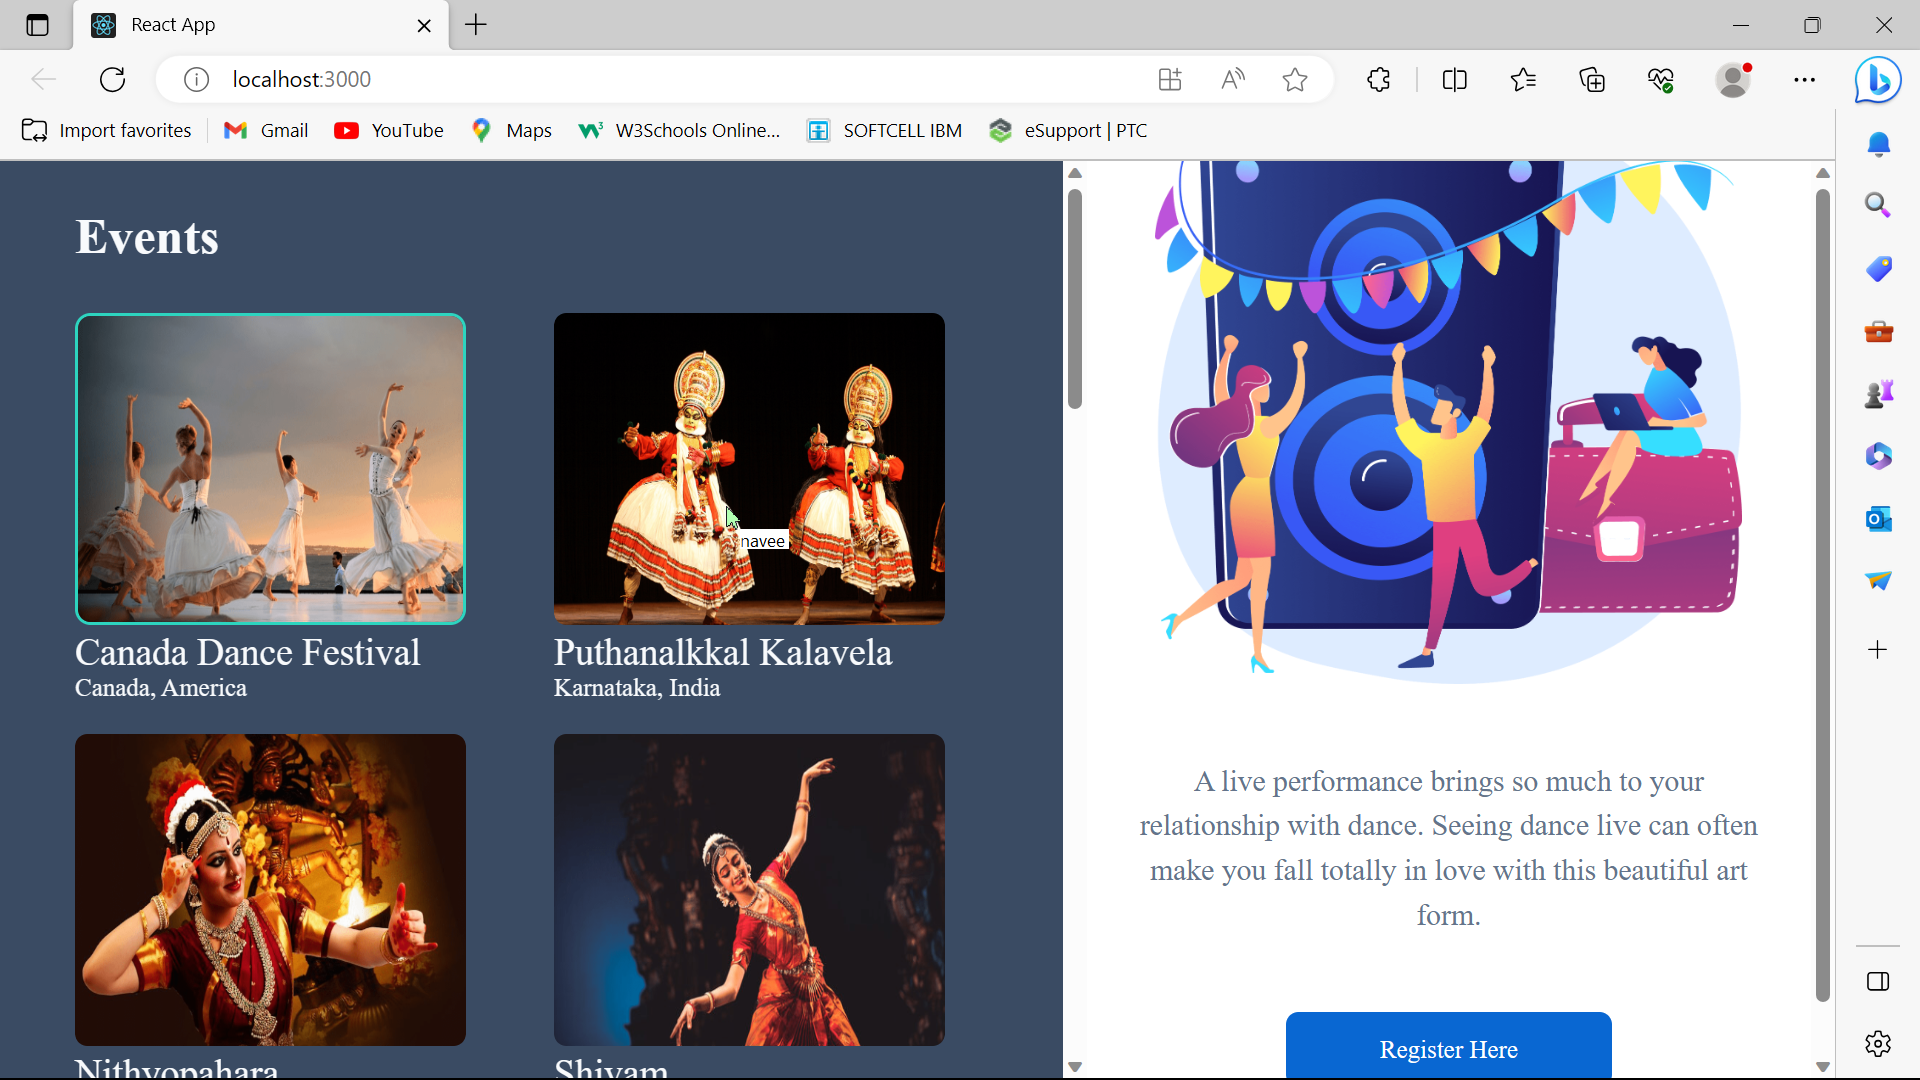 React App
localhost:3000
Import favorites
Gmail
YouTube
Maps
W3Schools Online...
SOFTCELL IBM
eSupport | PTC
Events
navee
Canada Dance Festival
Canada, America
Puthanalkkal Kalavela
Karnataka, India
Nithyopahara
Shivam
A live performance brings so much to your
relationship with dance. Seeing dance live can often
make you fall totally in love with this beautiful art
form.
Register Here